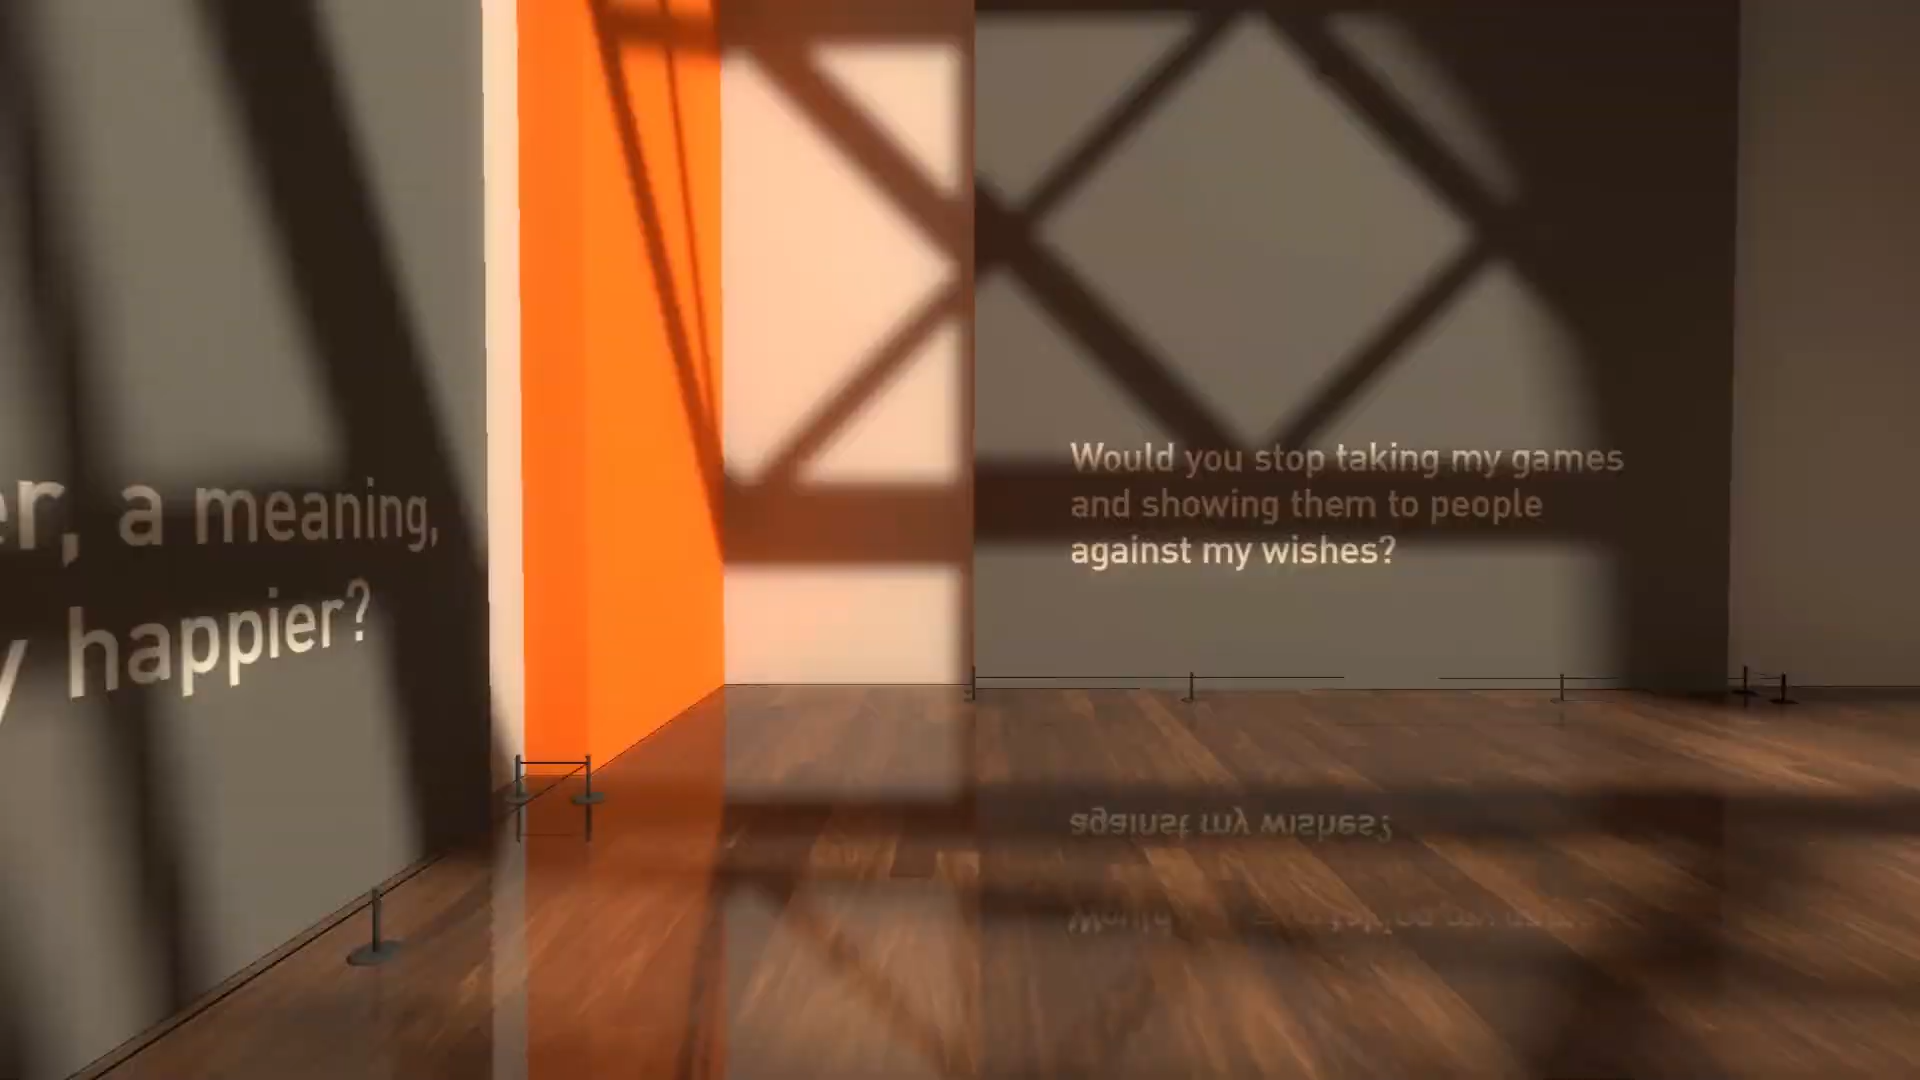 er, a meaning,
y happier?
Would you stop taking my games
and showing them to people
against my wishes?